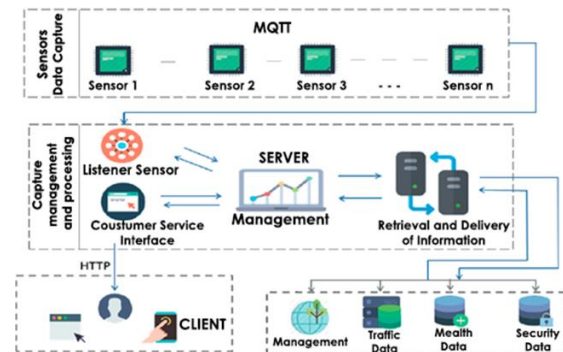 Sensors
Data Capture
MQTT
Sensor 1
Sensor 2
Sensor 3
...
Sensor n
Capture
management
and processing
Listener Sensor
SERVER
Management
Coustumer Service
Interface
Retrieval and Delivery
of Information
HTTP
CLIENT
Management
Traffic
Data
Mealth
Data
Security
Data